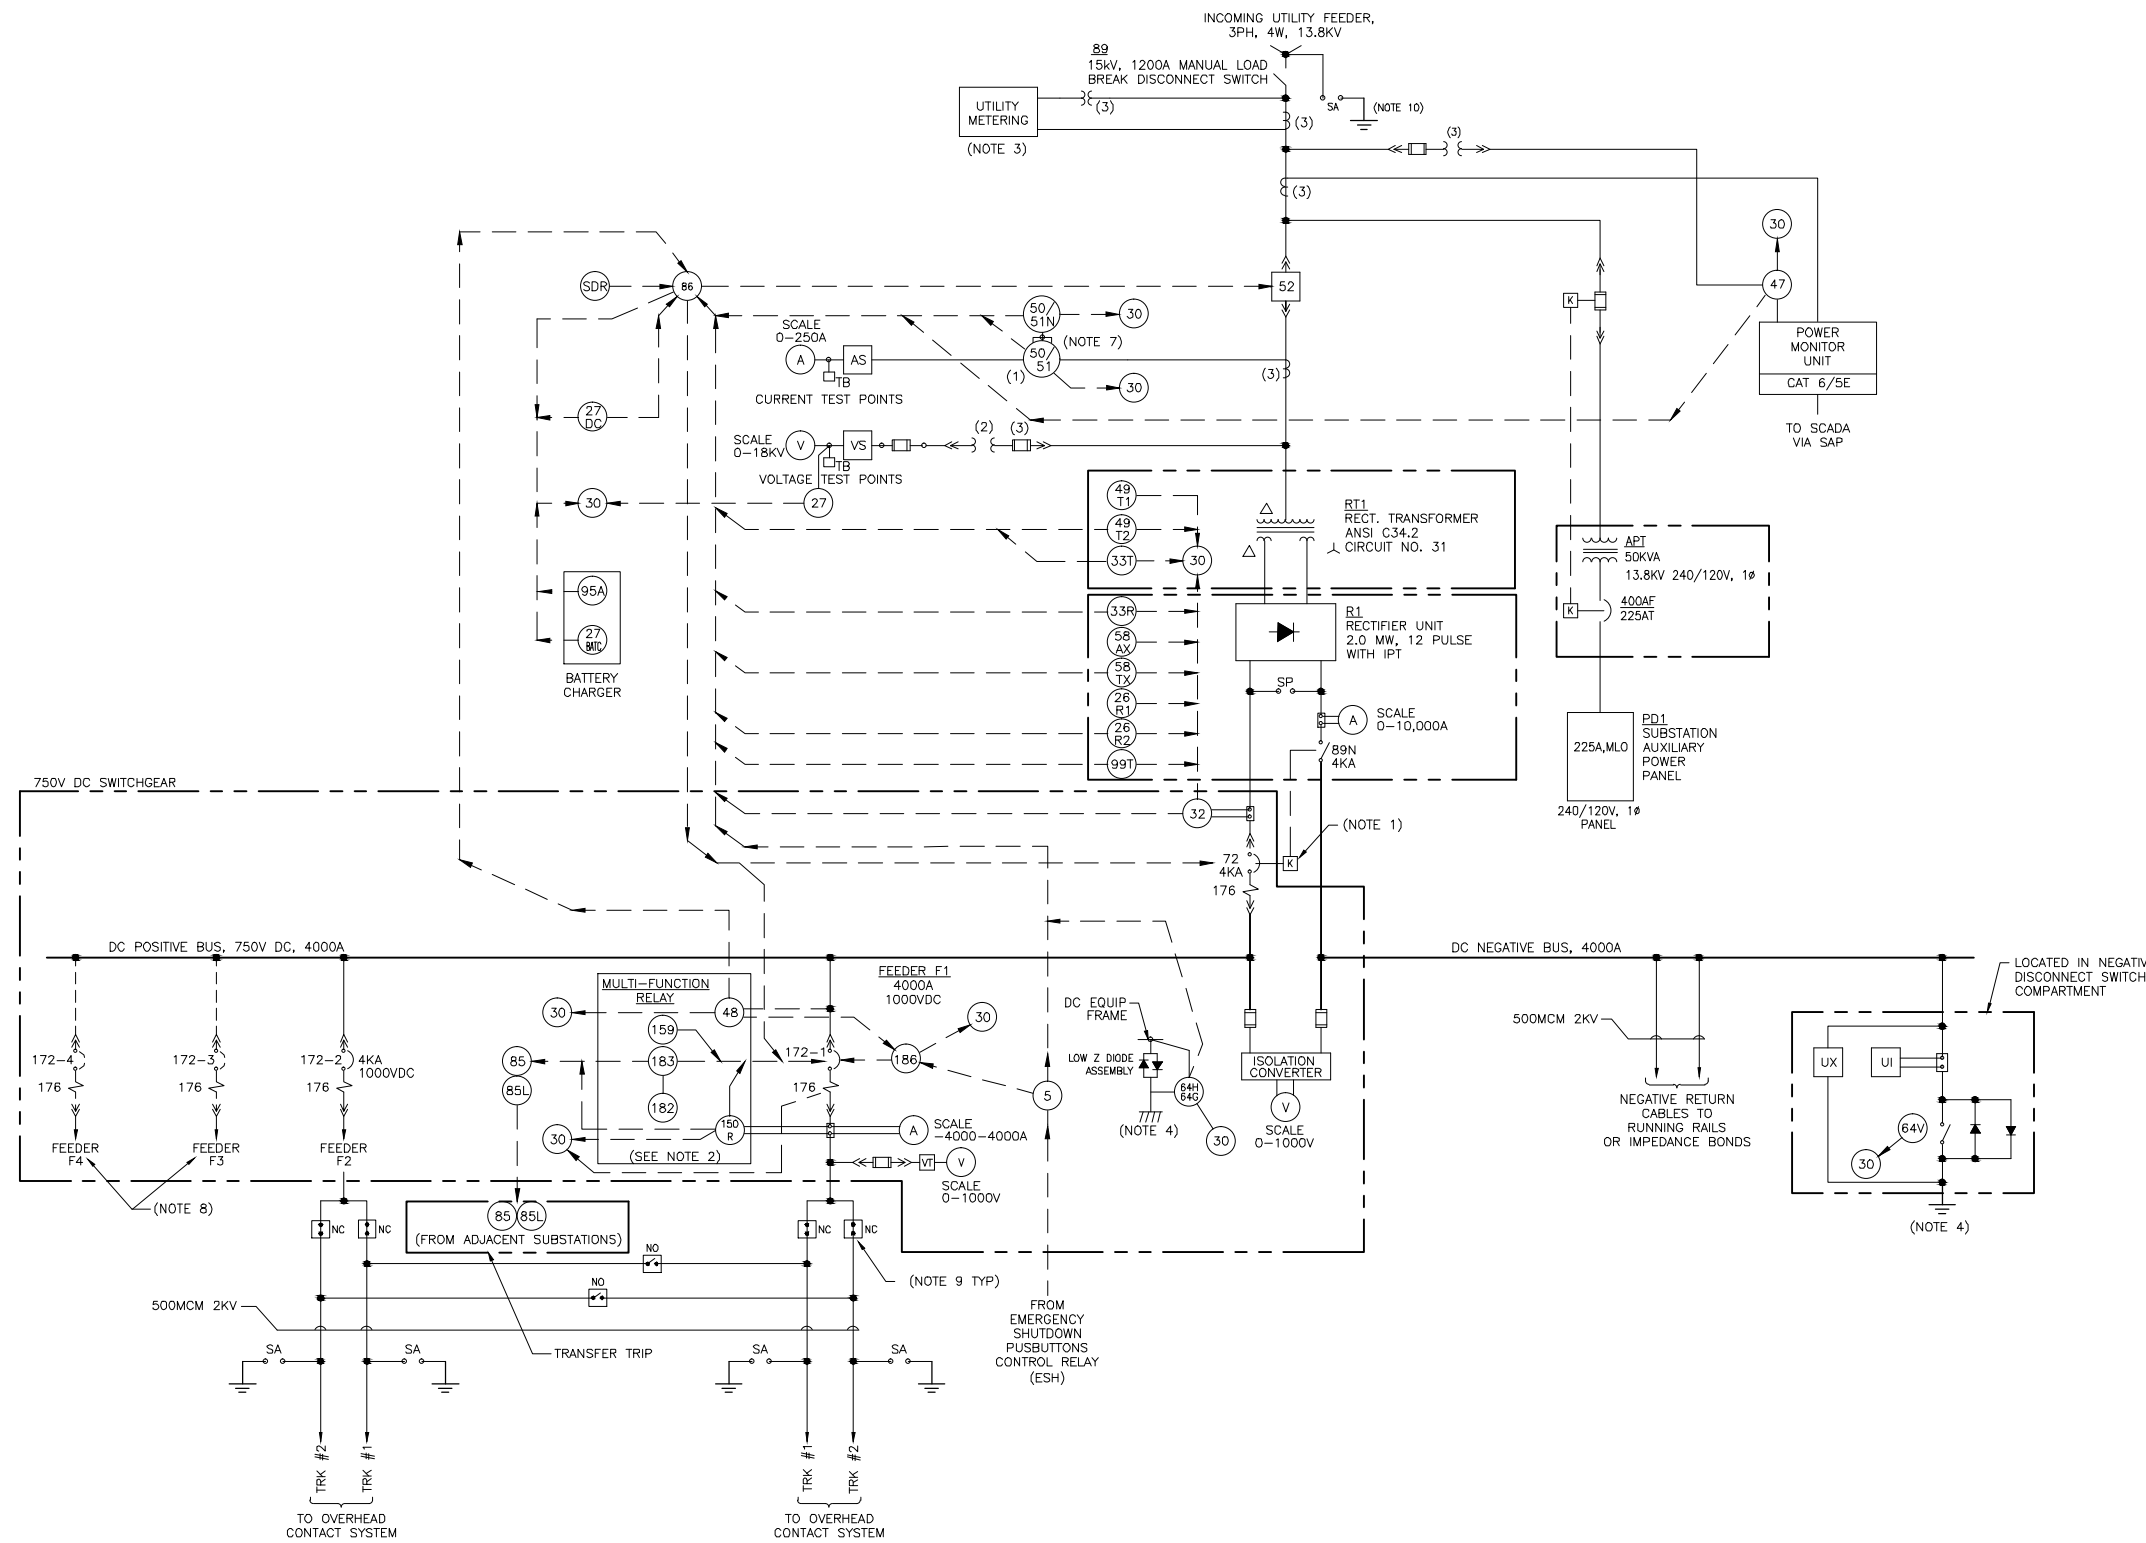 INCOMING UTILITY FEEDER,
3PH, 4W, 13.8KV
89
15kV, 1200A MANUAL LOAD
BREAK DISCONNECT SWITCH
UTILITY
METERING
(NOTE 3)
(3)
(3)
SA
(NOTE 10)
(3)
(3)
30
47
POWER
MONITOR
UNIT
CAT 6/5E
TO SCADA
VIA SAP
SDR
86
52
K
50/
51N
30
(NOTE 7)
SCALE
0-250A
A
AS
TB
50/
51
(1)
(3)
30
CURRENT TEST POINTS
27
DC
SCALE
0-18KV
V
VS
TB
(2)
(3)
VOLTAGE TEST POINTS
30
27
49
T1
49
T2
33T
30
RT1
RECT. TRANSFORMER
ANSI C34.2
CIRCUIT NO. 31
APT
50KVA
13.8KV 240/120V, 1ø
K
400AF
225AT
95A
27
BATC
BATTERY
CHARGER
33R
58
AX
58
TX
26
R1
26
R2
99T
R1
RECTIFIER UNIT
2.0 MW, 12 PULSE
WITH IPT
SP
A
SCALE
0-10,000A
89N
4KA
225A,MLO
PD1
SUBSTATION
AUXILIARY
POWER
PANEL
240/120V, 1ø
PANEL
750V DC SWITCHGEAR
32
(NOTE 1)
72
4KA
K
176
DC POSITIVE BUS, 750V DC, 4000A
DC NEGATIVE BUS, 4000A
LOCATED IN NEGATIV
DISCONNECT SWITCH
COMPARTMENT
MULTI-FUNCTION
RELAY
FEEDER F1
4000A
1000VDC
30
48
159
183
182
150
R
(SEE NOTE 2)
85
85L
30
30
186
5
172-4
176
172-3
176
172-2
4KA
1000VDC
176
172-1
176
DC EQUIP
FRAME
LOW Z DIODE
ASSEMBLY
64H
64G
(NOTE 4)
30
ISOLATION
CONVERTER
V
SCALE
0-1000V
500MCM 2KV
NEGATIVE RETURN
CABLES TO
RUNNING RAILS
OR IMPEDANCE BONDS
UX
UI
64V
30
(NOTE 4)
A
SCALE
-4000-4000A
VT
V
SCALE
0-1000V
FEEDER
F4
FEEDER
F3
FEEDER
F2
(NOTE 8)
NC
NC
85
85L
(FROM ADJACENT SUBSTATIONS)
NC
NC
NO
NO
(NOTE 9 TYP)
500MCM 2KV
TRANSFER TRIP
FROM
EMERGENCY
SHUTDOWN
PUSBUTTONS
CONTROL RELAY
(ESH)
SA
SA
SA
SA
TRK #2
TRK #1
TRK #1
TRK #2
TO OVERHEAD
CONTACT SYSTEM
TO OVERHEAD
CONTACT SYSTEM